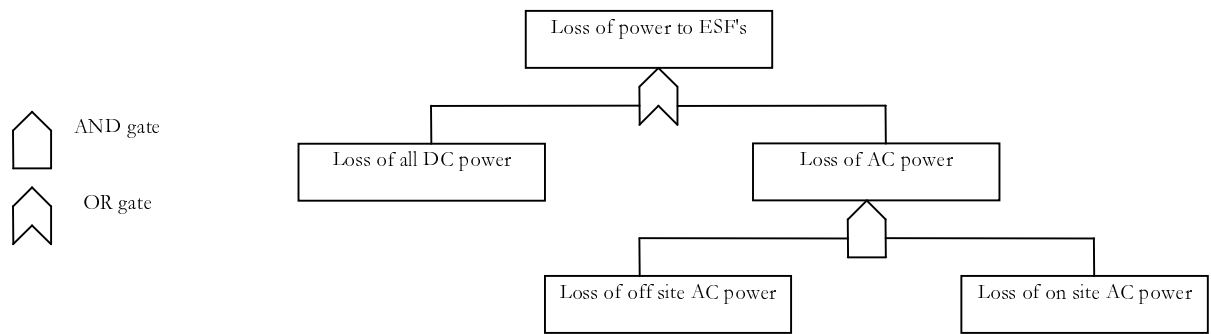 Loss of power to ESF's
AND gate
Loss of all DC power
Loss of AC power
OR gate
Loss of off site AC power
Loss of on site AC power